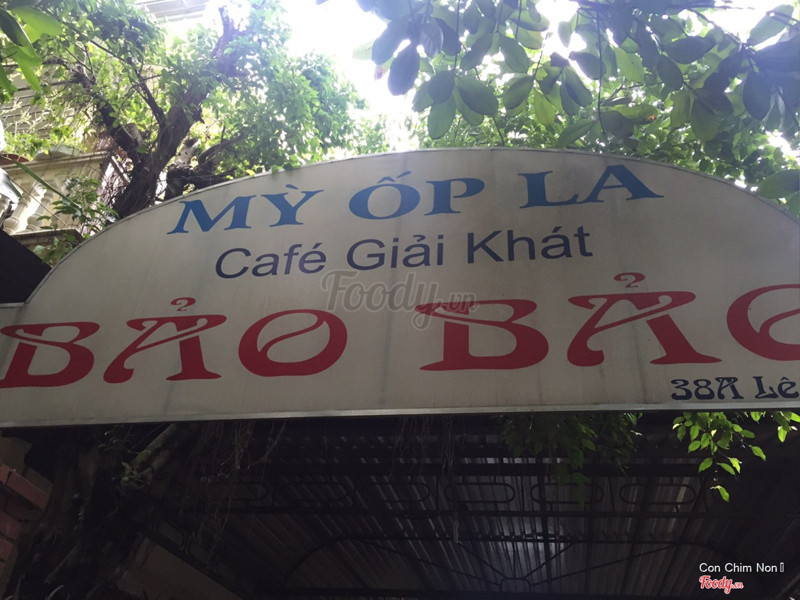 MỲ ỐP LA
Café Giải Khát
Foody.vn
BẢO BẢO
38A Lê
Con Chim Non
Foody.vn